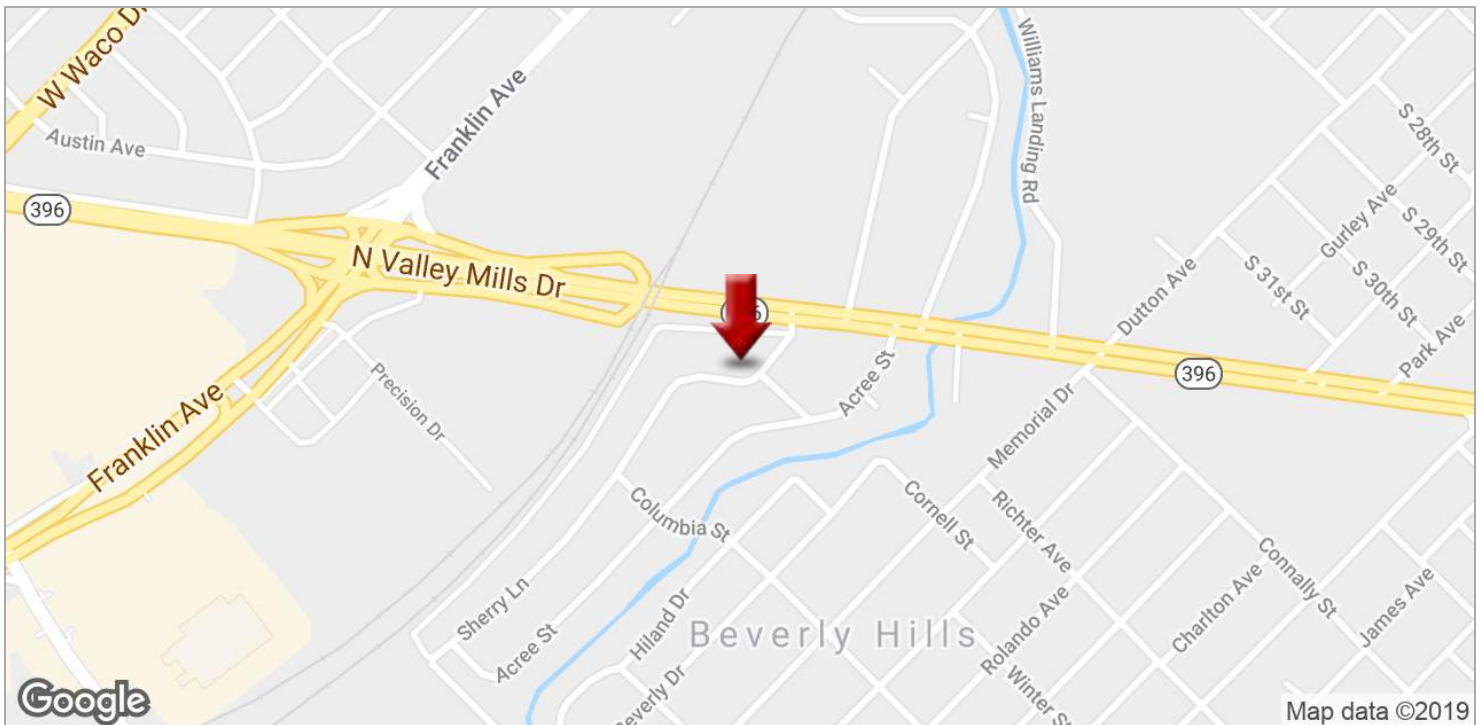 W Waco Dr
Austin Ave
Franklin Ave
396
N Valley Mills Dr
Williams Landing Rd
S 28th St
Gurley Ave
S 29th St
S 30th St
S 31st St
Dutton Ave
Park Ave
396
Precision Dr
Acree St
Memorial Dr
Franklin Ave
Columbia St
Cornell St
Richter Ave
Connally St
Sherry Ln
Acree St
Hiland Dr
Beverly Hills
Rolando Ave
Charlton Ave
James Ave
Winter St
Beverly Dr
Google
Map data ©2019